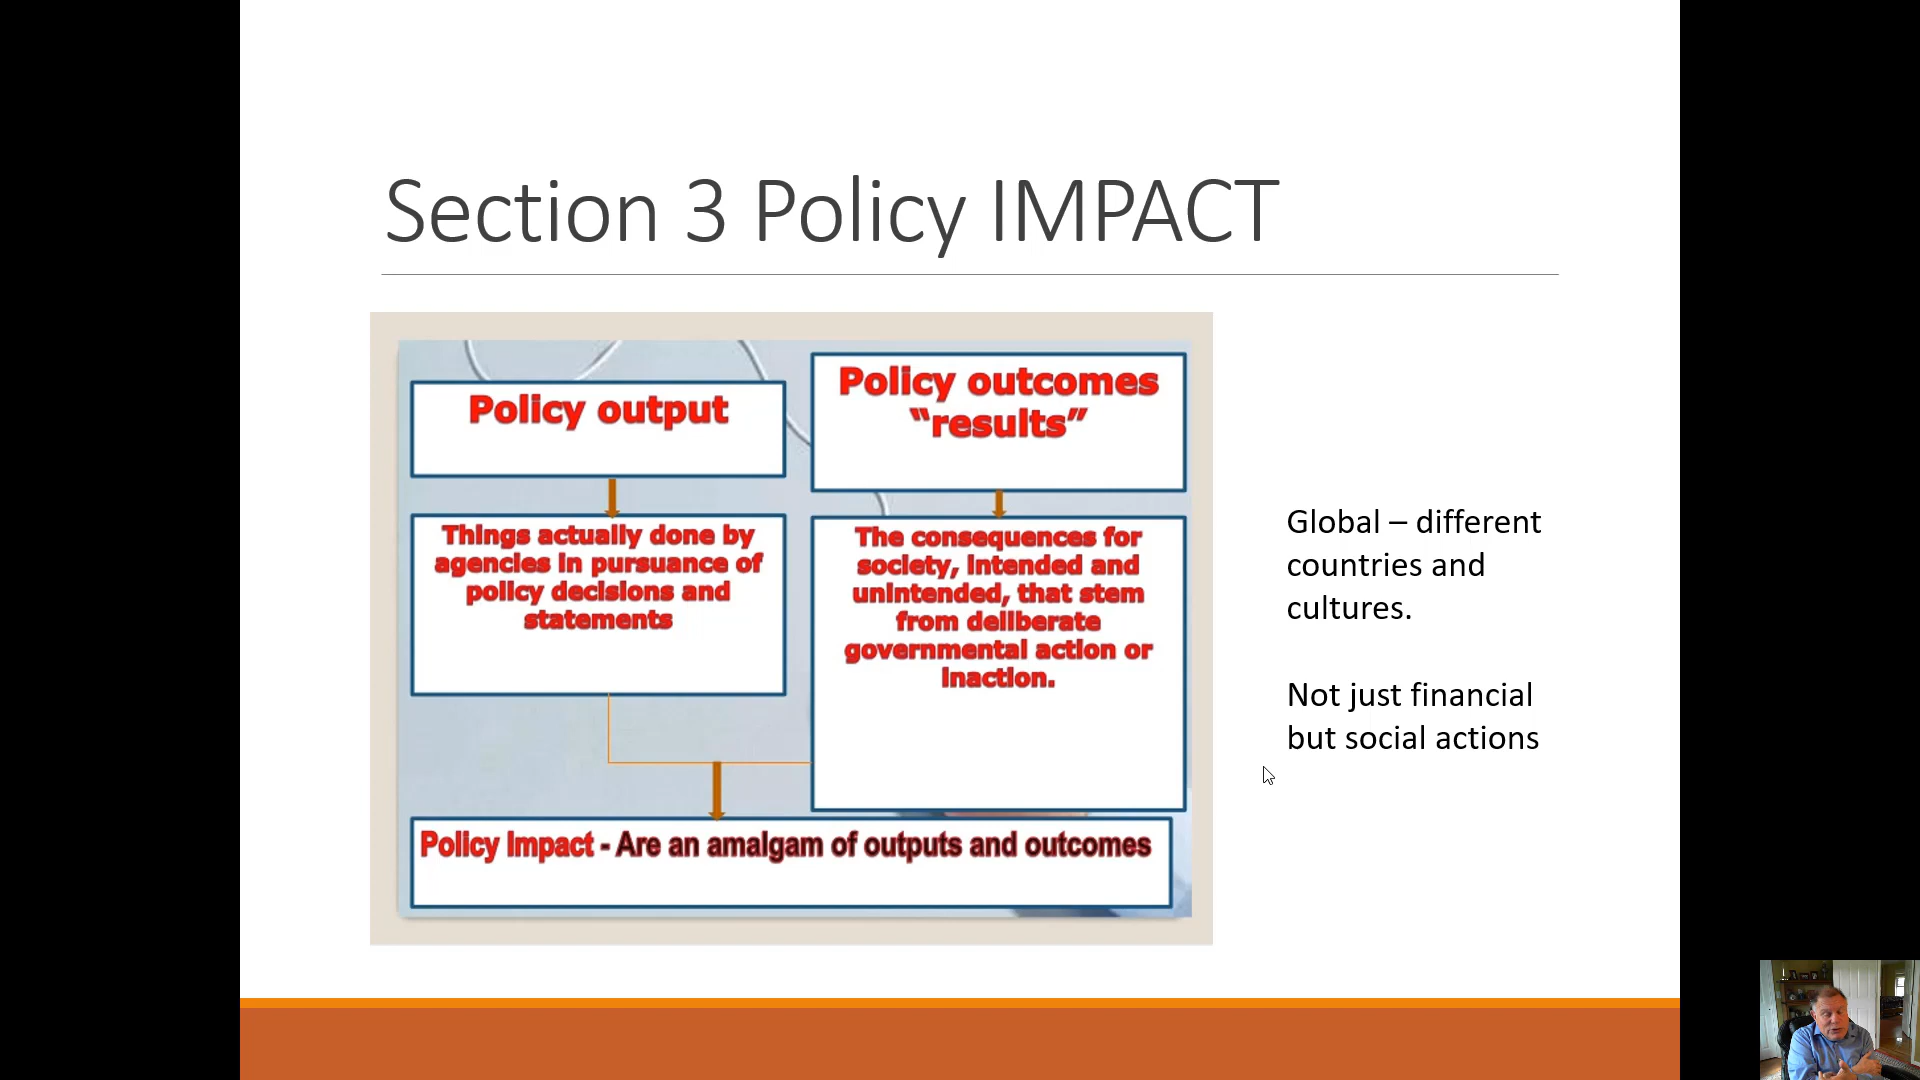 Section 3 Policy IMPACT
Policy output
Things actually done by
agencies in pursuance of
policy decisions and
statements
Policy outcomes
“results”
The consequences for
society, intended and
unintended, that stem
from deliberate
governmental action or
inaction.
Policy Impact - Are an amalgam of outputs and outcomes
Global – different
countries and
cultures.
Not just financial
but social actions